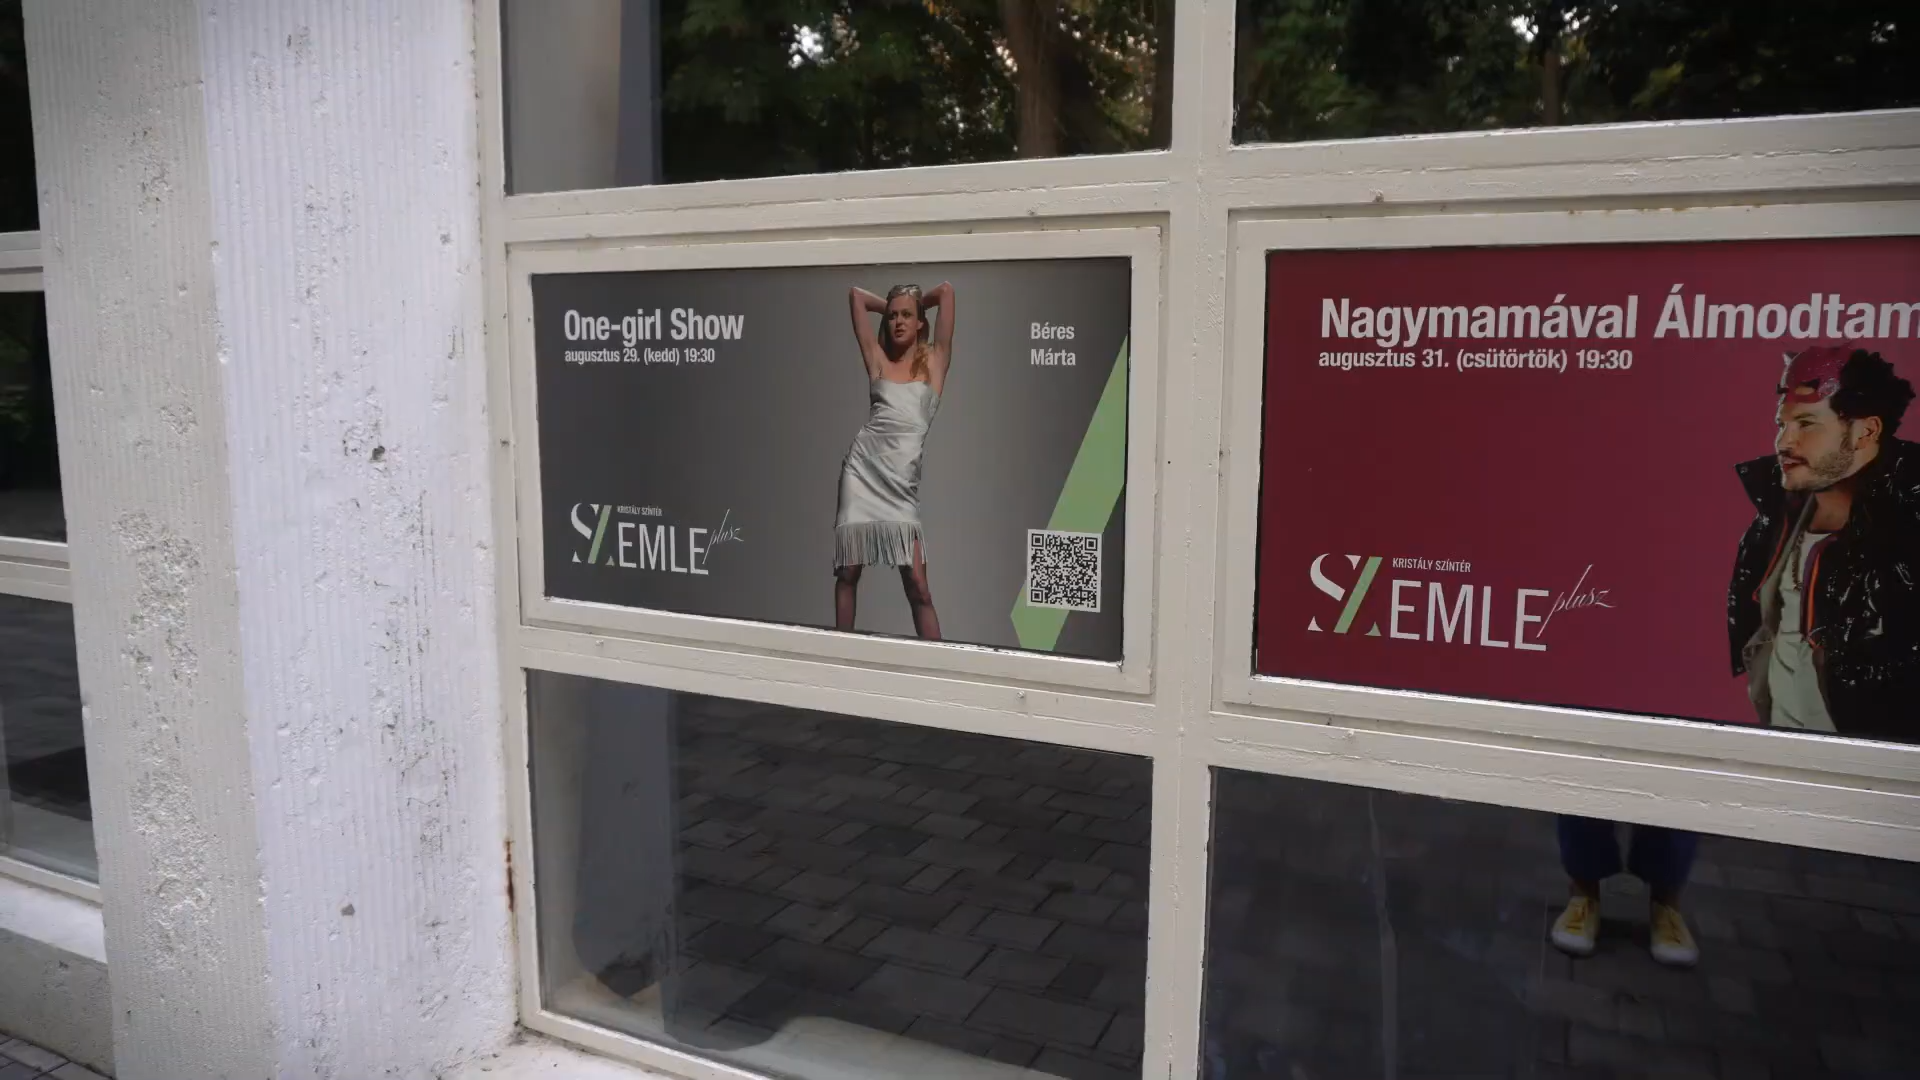 One-girl Show
augusztus 29. (kedd) 19:30
Béres
Márta
KRISTÁLY SZÍNTÉR
SZEMLE plusz
Nagymamával Álmodtam
augusztus 31. (csütörtök) 19:30
KRISTÁLY SZÍNTÉR
SZEMLE plusz